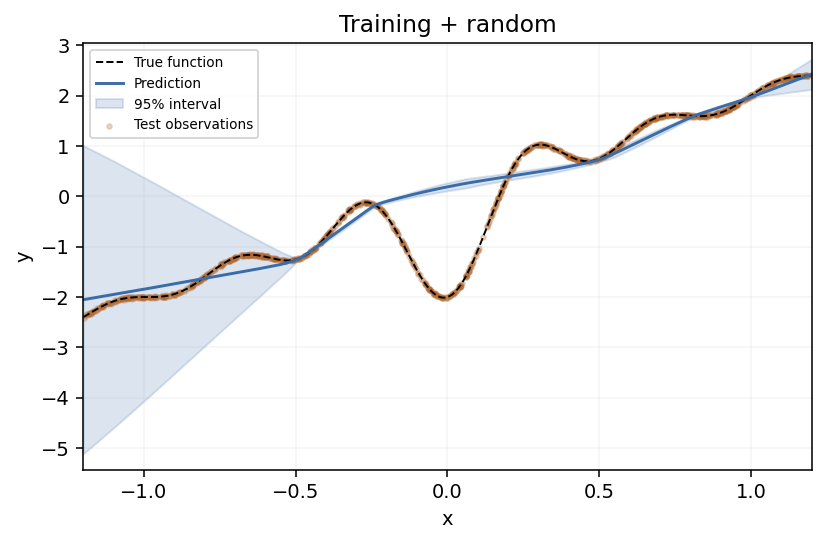 Training + random
True function
Prediction
95% interval
Test observations
y
3
2
1
0
−1
−2
−3
−4
−5
−1.0
−0.5
0.0
0.5
1.0
x